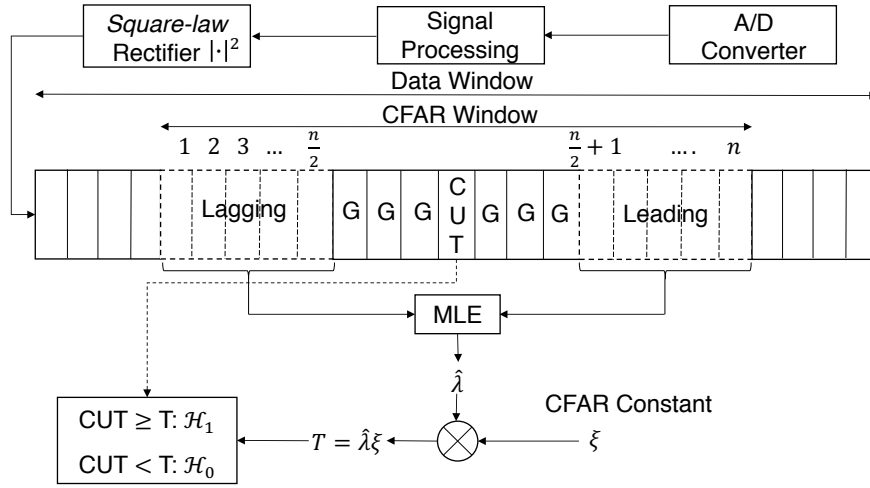 Square-law
Rectifier |·|²
Signal
Processing
A/D
Converter
Data Window
CFAR Window
1 2 3 ... n/2 n/2 + 1 .... n
Lagging G G G CUT G G G Leading
MLE
λ̂
CFAR Constant
CUT ≥ T: ℋ₁
CUT < T: ℋ₀
T = λ̂ξ
ξ